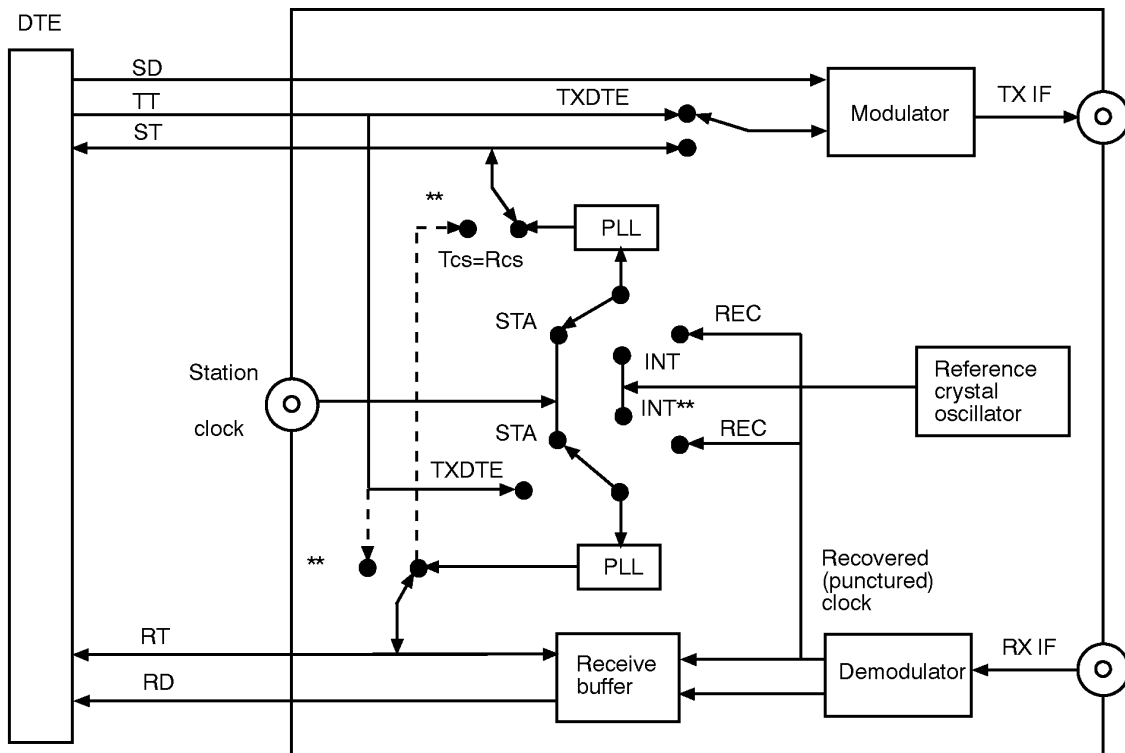 DTE
SD
TT
TXDTE
ST
Modulator
TX IF
**
PLL
Tcs=Rcs
STA
REC
INT
Station
clock
Reference
crystal
oscillator
INT**
STA
REC
TXDTE
**
PLL
Recovered
(punctured)
clock
RT
RD
Receive
buffer
Demodulator
RX IF